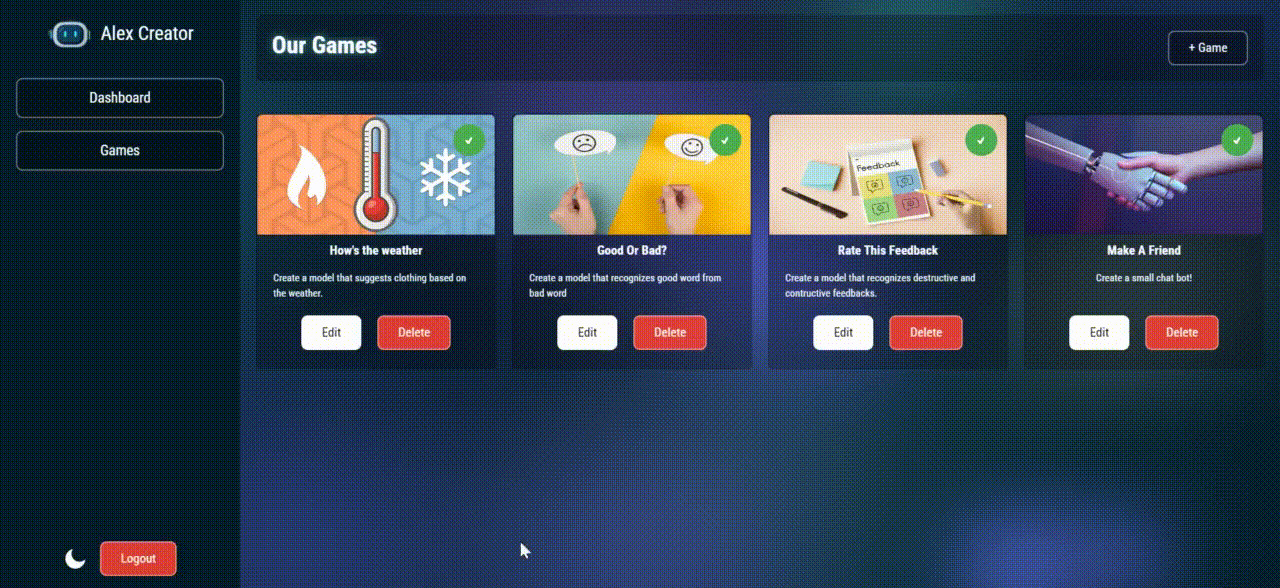 Alex Creator
Dashboard
Games
Logout
Our Games
+ Game
How's the weather
Create a model that suggests clothing based on
the weather.
Edit
Delete
Good Or Bad?
Create a model that recognizes good word from
bad word
Edit
Delete
Feedback
Rate This Feedback
Create a model that recognizes destructive and
contructive feedbacks.
Edit
Delete
Make A Friend
Create a small chat bot!
Edit
Delete